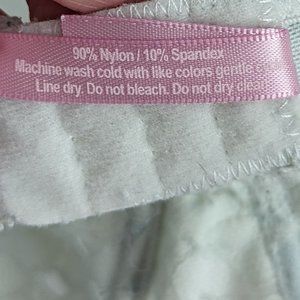 90% Nylon / 10% Spandex
Machine wash cold with like colors gentle
Line dry. Do not bleach. Do not dry clean